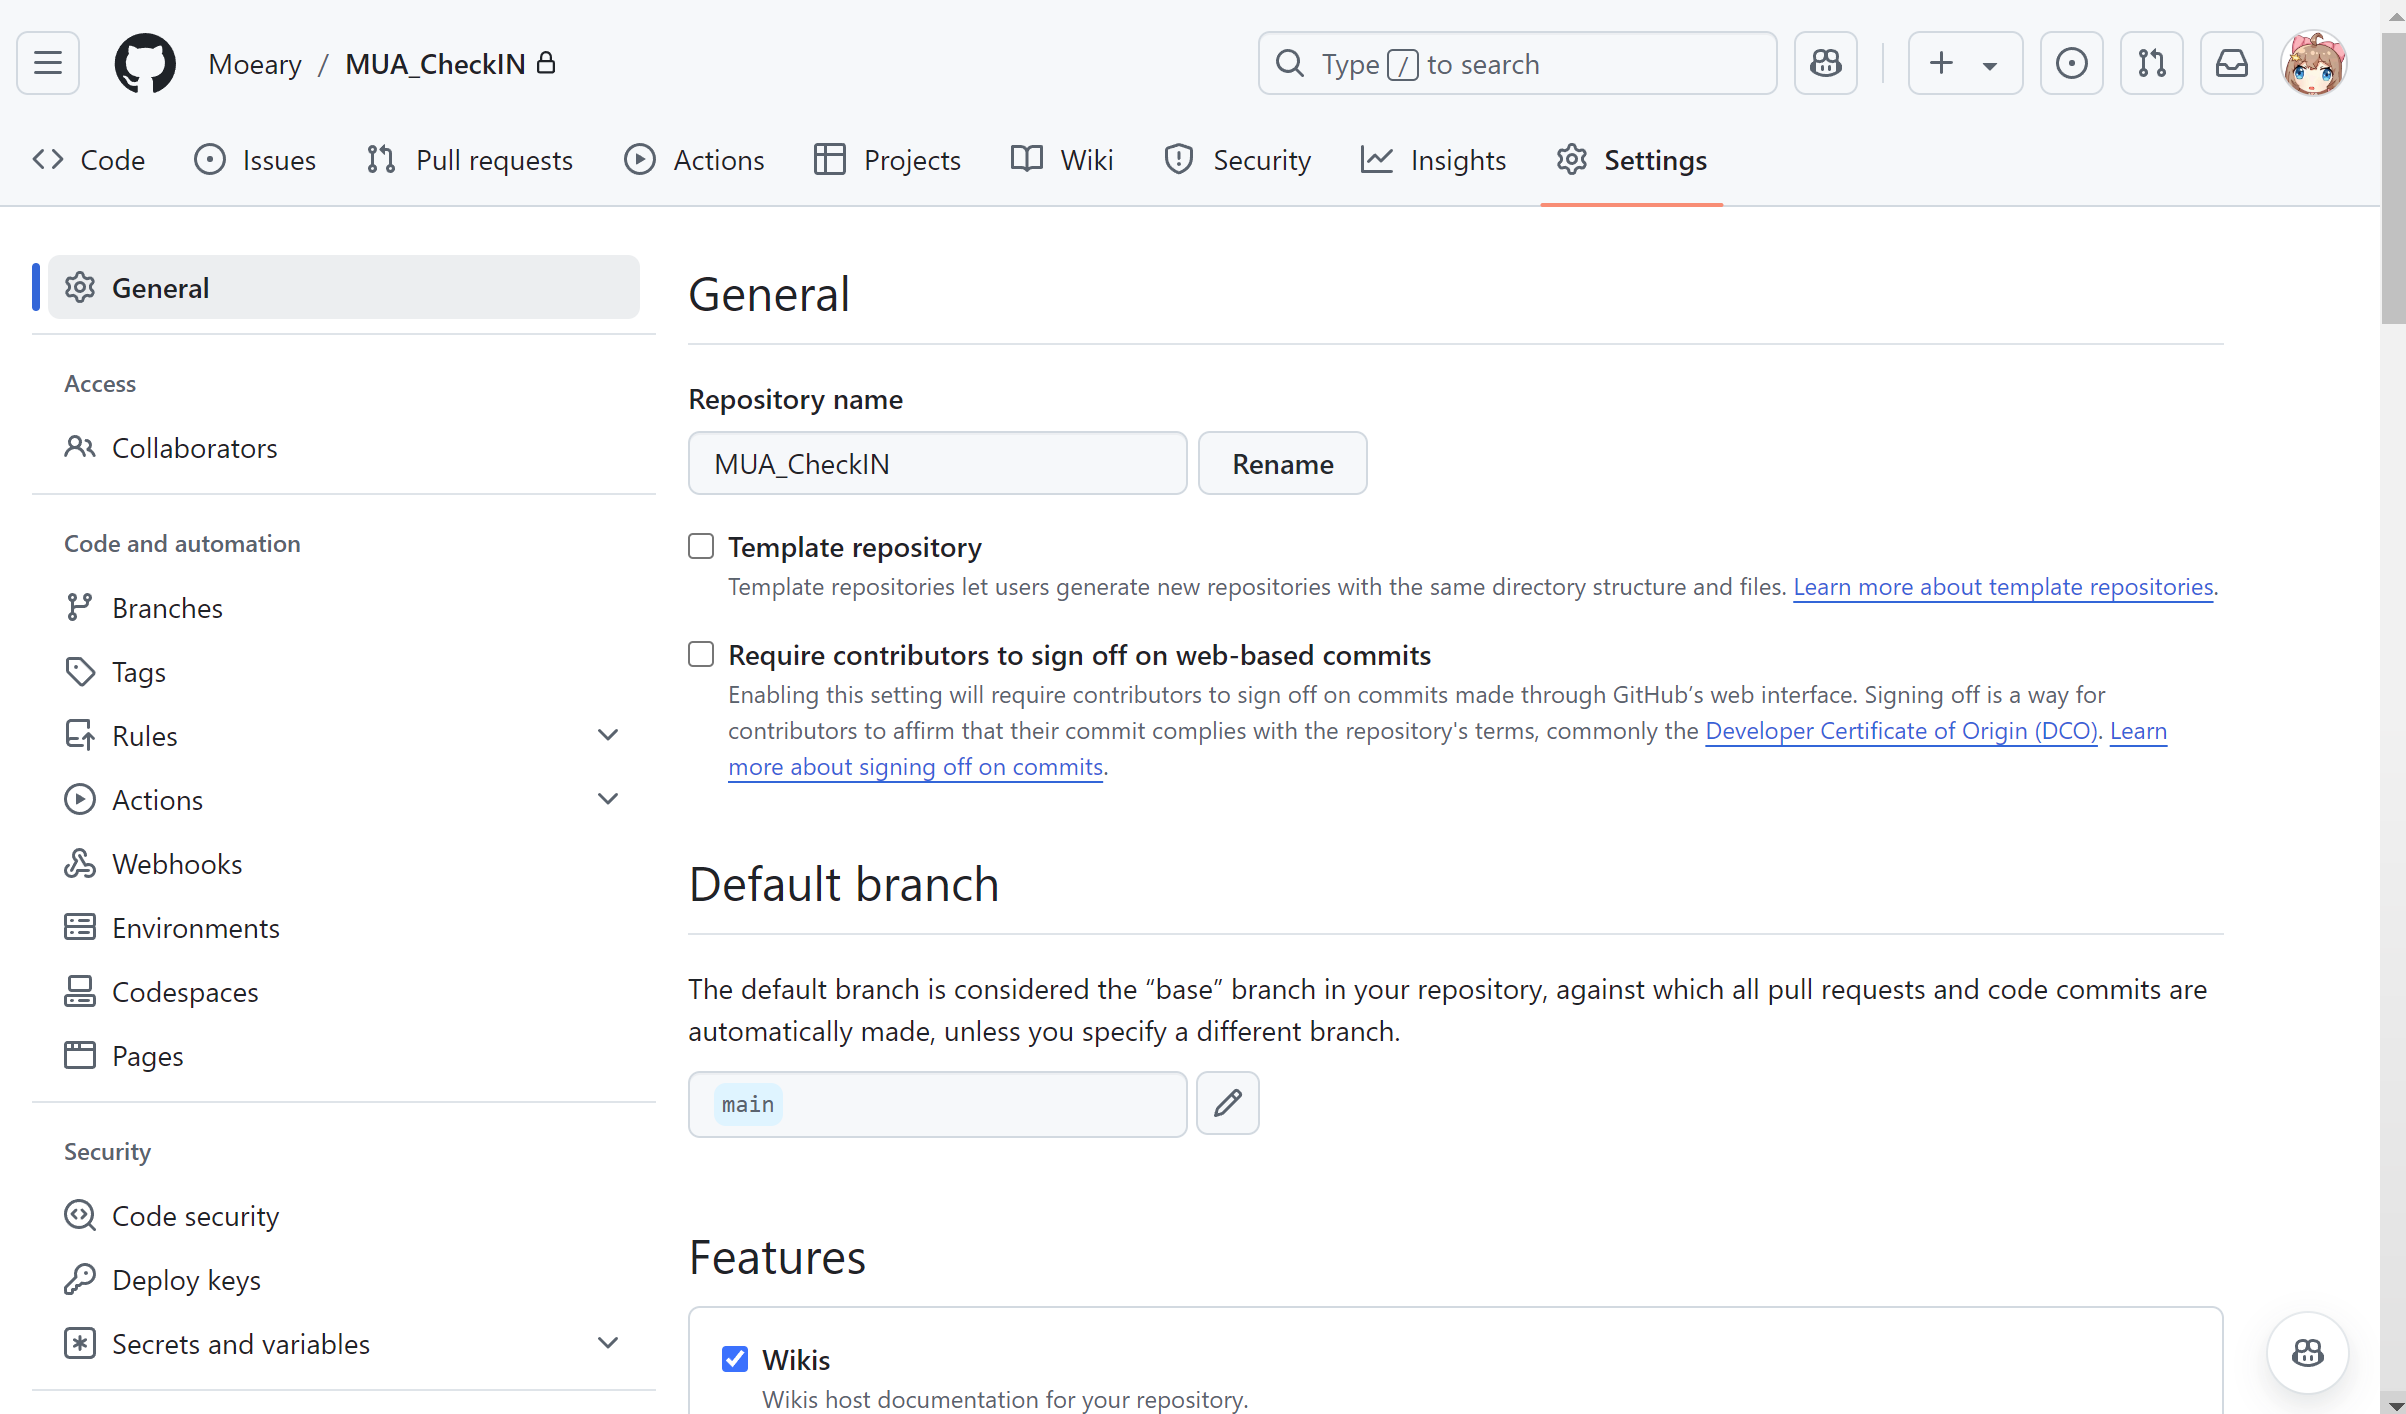 Moeary / MUA_CheckIN
Type / to search
Code
Issues
Pull requests
Actions
Projects
Wiki
Security
Insights
Settings
General
Access
Collaborators
Code and automation
Branches
Tags
Rules
Actions
Webhooks
Environments
Codespaces
Pages
Security
Code security
Deploy keys
Secrets and variables
General
Repository name
MUA_CheckIN
Rename
Template repository
Template repositories let users generate new repositories with the same directory structure and files. Learn more about template repositories.
Require contributors to sign off on web-based commits
Enabling this setting will require contributors to sign off on commits made through GitHub’s web interface. Signing off is a way for
contributors to affirm that their commit complies with the repository's terms, commonly the Developer Certificate of Origin (DCO). Learn
more about signing off on commits.
Default branch
The default branch is considered the “base” branch in your repository, against which all pull requests and code commits are
automatically made, unless you specify a different branch.
main
Features
Wikis
Wikis host documentation for your repository.